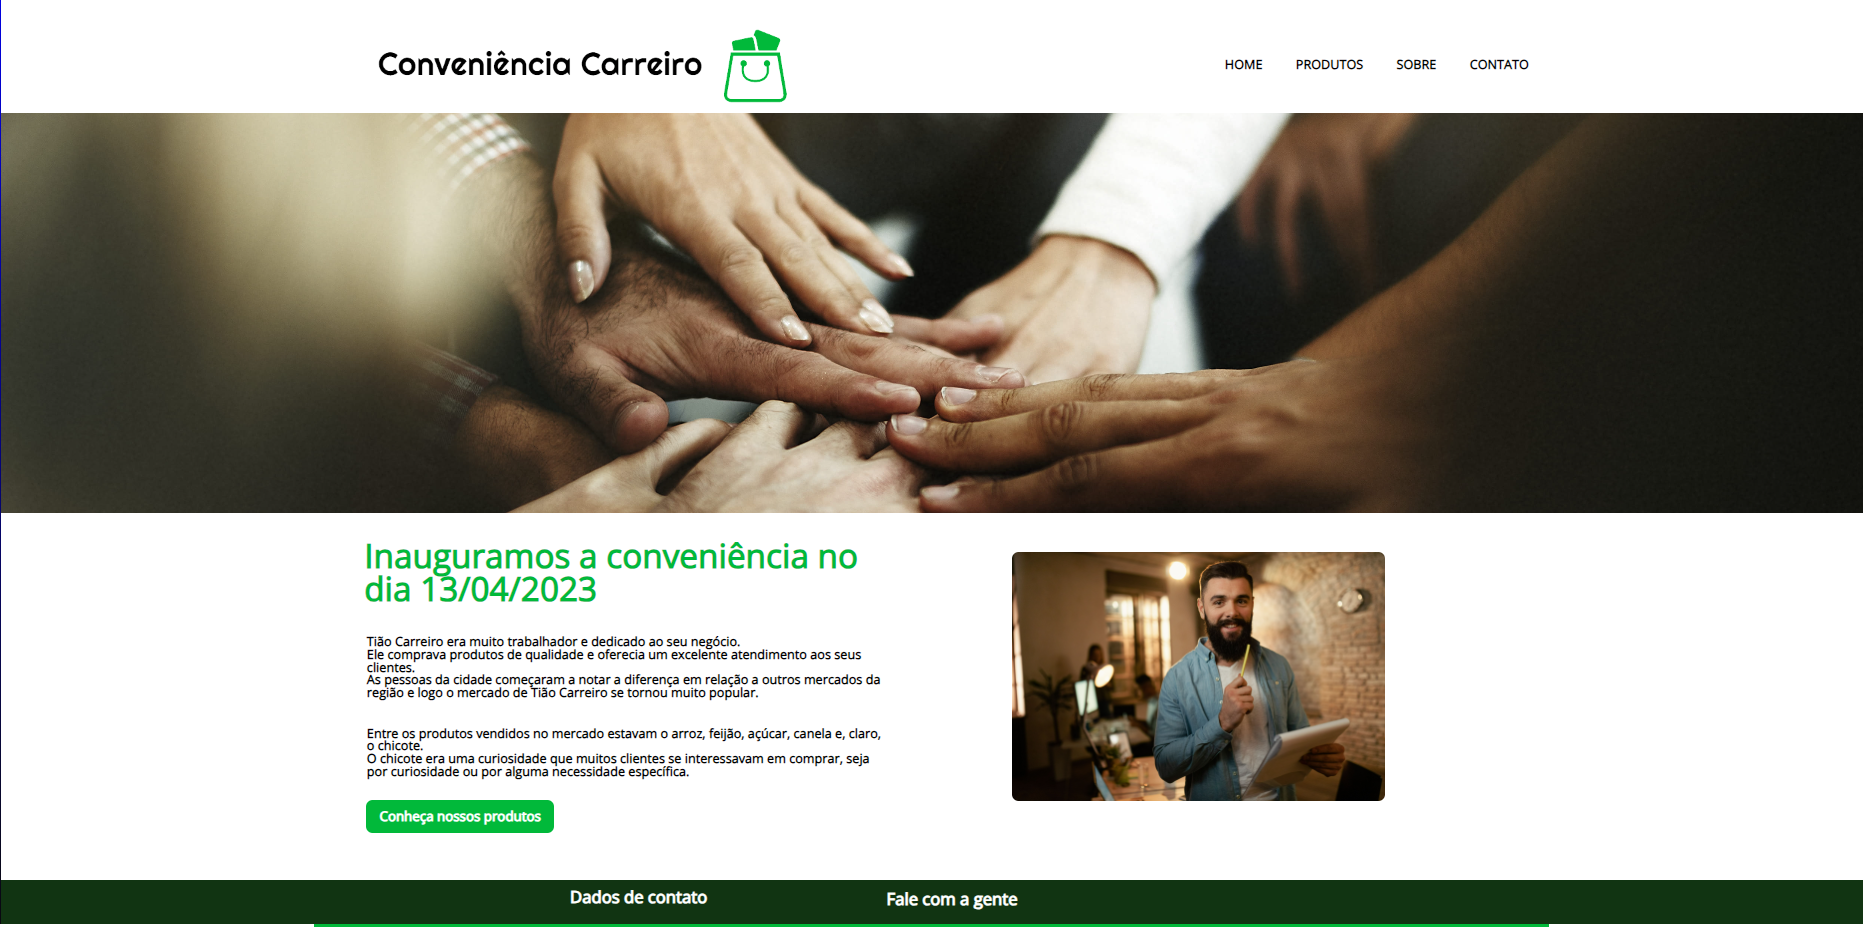 Conveniência Carreiro
HOME PRODUTOS SOBRE CONTATO
Inauguramos a conveniência no
dia 13/04/2023
Tião Carreiro era muito trabalhador e dedicado ao seu negócio.
Ele comprava produtos de qualidade e oferecia um excelente atendimento aos seus
clientes.
As pessoas da cidade começaram a notar a diferença em relação a outros mercados da
região e logo o mercado de Tião Carreiro se tornou muito popular.
Entre os produtos vendidos no mercado estavam o arroz, feijão, açúcar, canela e, claro,
o chicote.
O chicote era uma curiosidade que muitos clientes se interessavam em comprar, seja
por curiosidade ou por alguma necessidade específica.
Conheça nossos produtos
Dados de contato
Fale com a gente